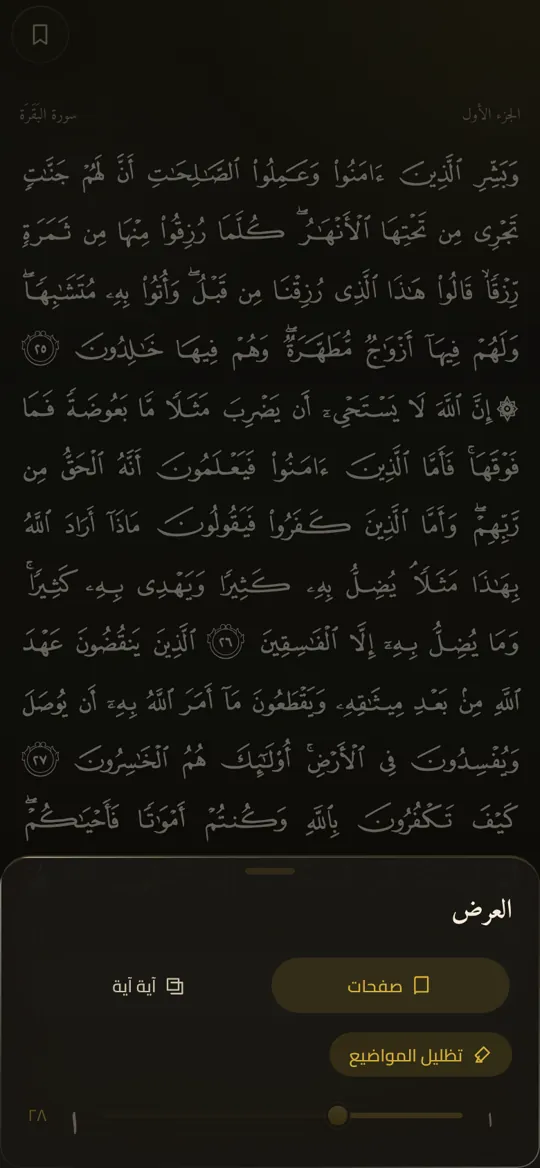 الجزء الأول
سورة البَقَرَة
وَبَشِّرِ ٱلَّذِينَ ءَامَنُوا۟ وَعَمِلُوا۟ ٱلصَّـٰلِحَـٰتِ أَنَّ لَهُمْ جَنَّـٰتٍ
تَجْرِى مِن تَحْتِهَا ٱلْأَنْهَـٰرُ ۖ كُلَّمَا رُزِقُوا۟ مِنْهَا مِن ثَمَرَةٍ
رِّزْقًا ۙ قَالُوا۟ هَـٰذَا ٱلَّذِى رُزِقْنَا مِن قَبْلُ ۖ وَأُتُوا۟ بِهِۦ مُتَشَـٰبِهًا ۖ
وَلَهُمْ فِيهَآ أَزْوَٰجٌ مُّطَهَّرَةٌ ۖ وَهُمْ فِيهَا خَـٰلِدُونَ ٢٥
۞ إِنَّ ٱللَّهَ لَا يَسْتَحْىِۦٓ أَن يَضْرِبَ مَثَلًا مَّا بَعُوضَةً فَمَا
فَوْقَهَا ۚ فَأَمَّا ٱلَّذِينَ ءَامَنُوا۟ فَيَعْلَمُونَ أَنَّهُ ٱلْحَقُّ مِن
رَّبِّهِمْ ۖ وَأَمَّا ٱلَّذِينَ كَفَرُوا۟ فَيَقُولُونَ مَاذَآ أَرَادَ ٱللَّهُ
بِهَـٰذَا مَثَلًا ۘ يُضِلُّ بِهِۦ كَثِيرًا وَيَهْدِى بِهِۦ كَثِيرًا ۚ
وَمَا يُضِلُّ بِهِۦٓ إِلَّا ٱلْفَـٰسِقِينَ ٢٦ ٱلَّذِينَ يَنقُضُونَ عَهْدَ
ٱللَّهِ مِنۢ بَعْدِ مِيثَـٰقِهِۦ وَيَقْطَعُونَ مَآ أَمَرَ ٱللَّهُ بِهِۦٓ أَن يُوصَلَ
وَيُفْسِدُونَ فِى ٱلْأَرْضِ ۚ أُو۟لَـٰٓئِكَ هُمُ ٱلْخَـٰسِرُونَ ٢٧
كَيْفَ تَكْفُرُونَ بِٱللَّهِ وَكُنتُمْ أَمْوَٰتًا فَأَحْيَـٰكُمْ ۖ
العرض
صفحات
آية آية
تظليل المواضيع
١ ١ ٢٨